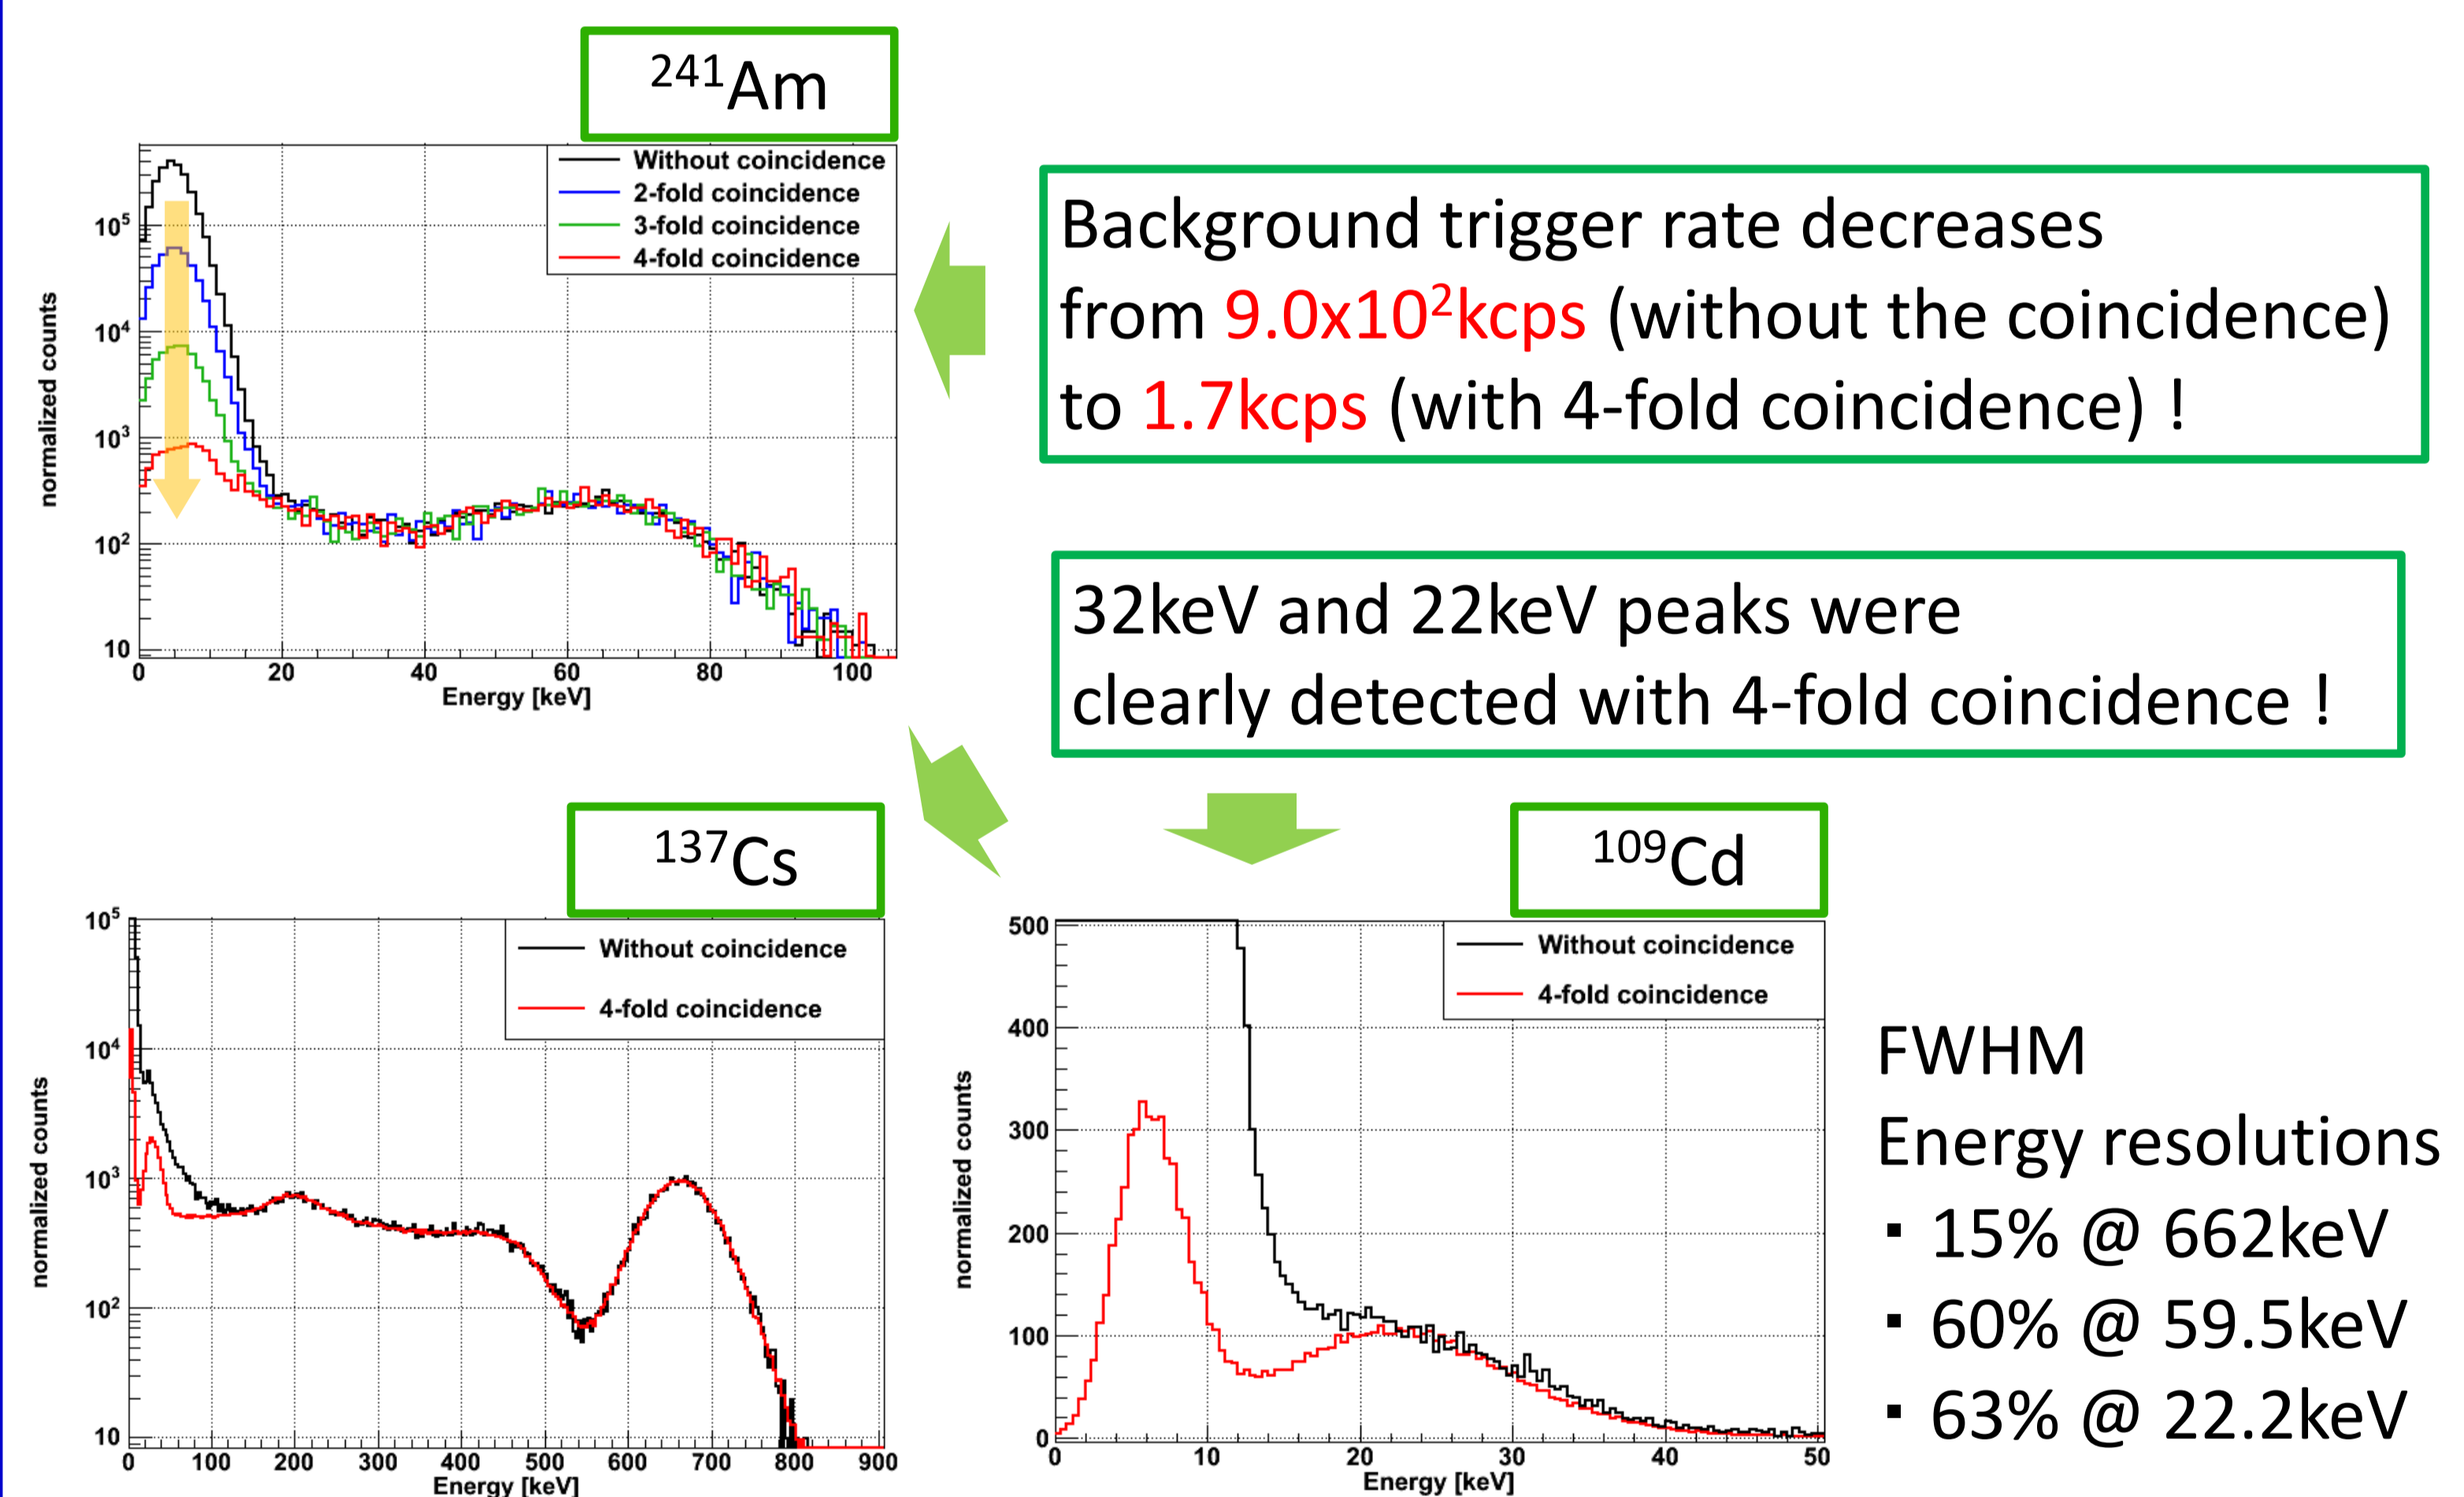 ²⁴¹Am
Without coincidence
2-fold coincidence
3-fold coincidence
4-fold coincidence
10⁵
10⁴
10³
10²
10
normalized counts
0 20 40 60 80 100
Energy [keV]
Background trigger rate decreases
from 9.0x10²kcps (without the coincidence)
to 1.7kcps (with 4-fold coincidence) !
32keV and 22keV peaks were
clearly detected with 4-fold coincidence !
¹³⁷Cs
Without coincidence
4-fold coincidence
10⁵
10⁴
10³
10²
10
normalized counts
0 100 200 300 400 500 600 700 800 900
Energy [keV]
¹⁰⁹Cd
Without coincidence
4-fold coincidence
500
400
300
200
100
0
normalized counts
0 10 20 30 40 50
Energy [keV]
FWHM
Energy resolutions
▪ 15% @ 662keV
▪ 60% @ 59.5keV
▪ 63% @ 22.2keV